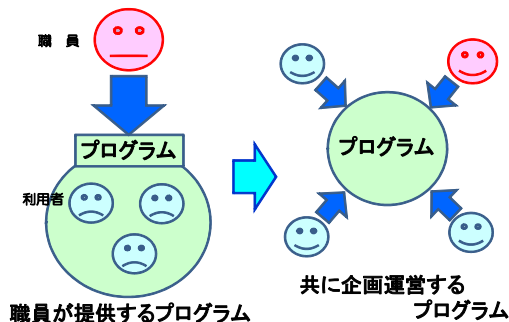 職　員
プログラム
利用者
職員が提供するプログラム
プログラム
共に企画運営する
プログラム